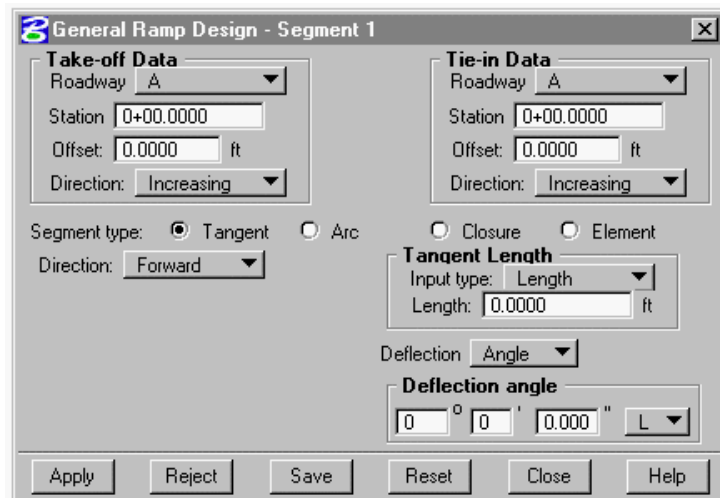 General Ramp Design - Segment 1
Take-off Data
Roadway A
Station 0+00.0000
Offset: 0.0000 ft
Direction: Increasing
Tie-in Data
Roadway A
Station 0+00.0000
Offset: 0.0000 ft
Direction: Increasing
Segment type: Tangent Arc Closure Element
Direction: Forward
Tangent Length
Input type: Length
Length: 0.0000 ft
Deflection Angle
Deflection angle
0 ° 0 ' 0.000 " L
Apply Reject Save Reset Close Help